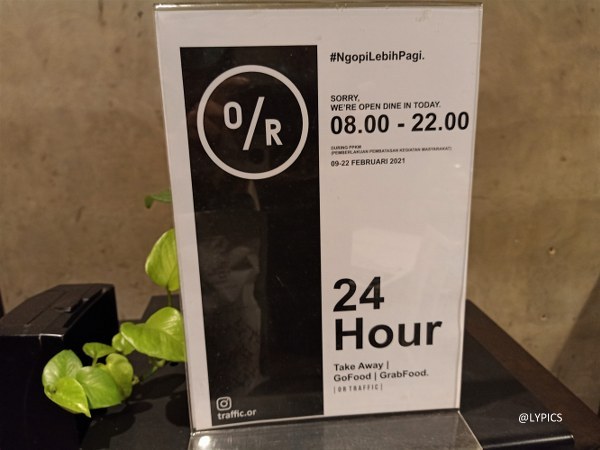 #NgopiLebihPagi.
O/R
SORRY,
WE'RE OPEN DINE IN TODAY.
08.00 - 22.00
DURING PPKM
(PEMBERLAKUAN PEMBATASAN KEGIATAN MASYARAKAT)
09-22 FEBRUARI 2021
24
Hour
Take Away |
GoFood | GrabFood.
| ON TRAFFIC |
traffic.or
@LYPICS